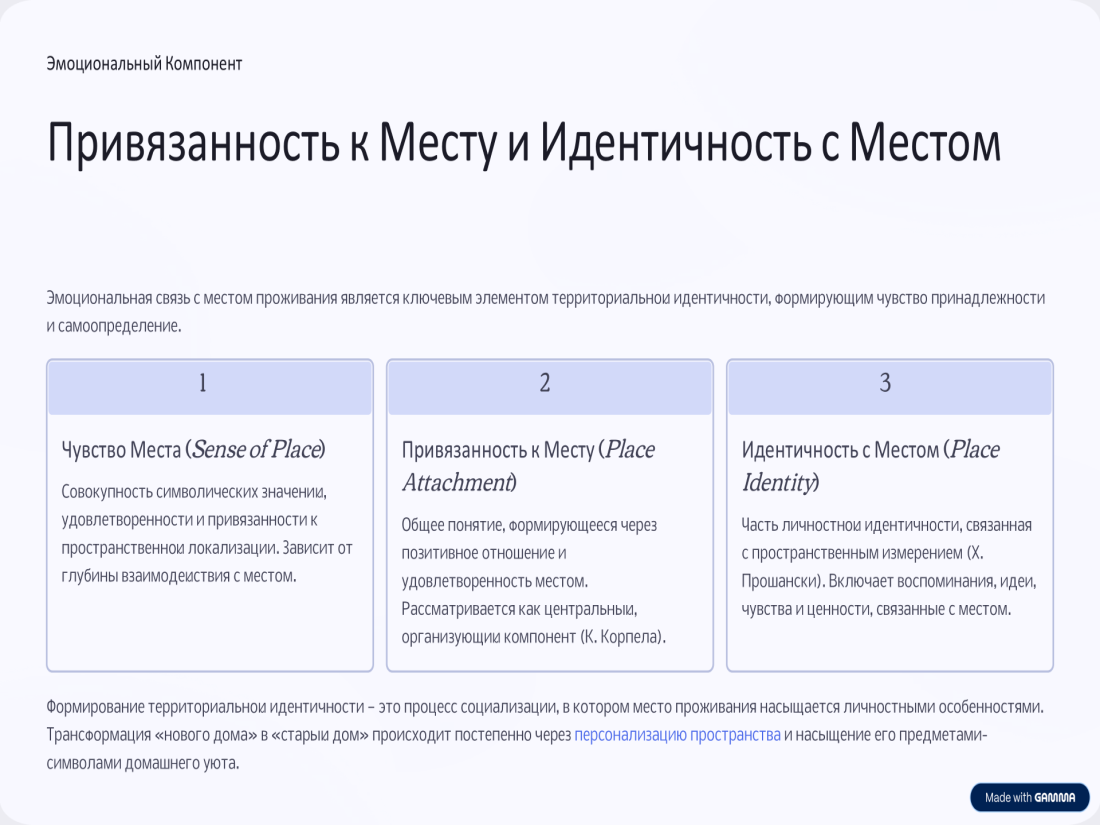 Эмоциональный Компонент
Привязанность к Месту и Идентичность с Местом
Эмоциональная связь с местом проживания является ключевым элементом территориальной идентичности, формирующим чувство принадлежности
и самоопределение.
1
Чувство Места (Sense of Place)
Совокупность символических значений,
удовлетворенности и привязанности к
пространственной локализации. Зависит от
глубины взаимодействия с местом.
2
Привязанность к Месту (Place
Attachment)
Общее понятие, формирующееся через
позитивное отношение и
удовлетворенность местом.
Рассматривается как центральный,
организующий компонент (К. Корпела).
3
Идентичность с Местом (Place
Identity)
Часть личностной идентичности, связанная
с пространственным измерением (Х.
Прошански). Включает воспоминания, идеи,
чувства и ценности, связанные с местом.
Формирование территориальной идентичности – это процесс социализации, в котором место проживания насыщается личностными особенностями.
Трансформация «нового дома» в «старый дом» происходит постепенно через персонализацию пространства и насыщение его предметами-
символами домашнего уюта.
Made with GAMMA